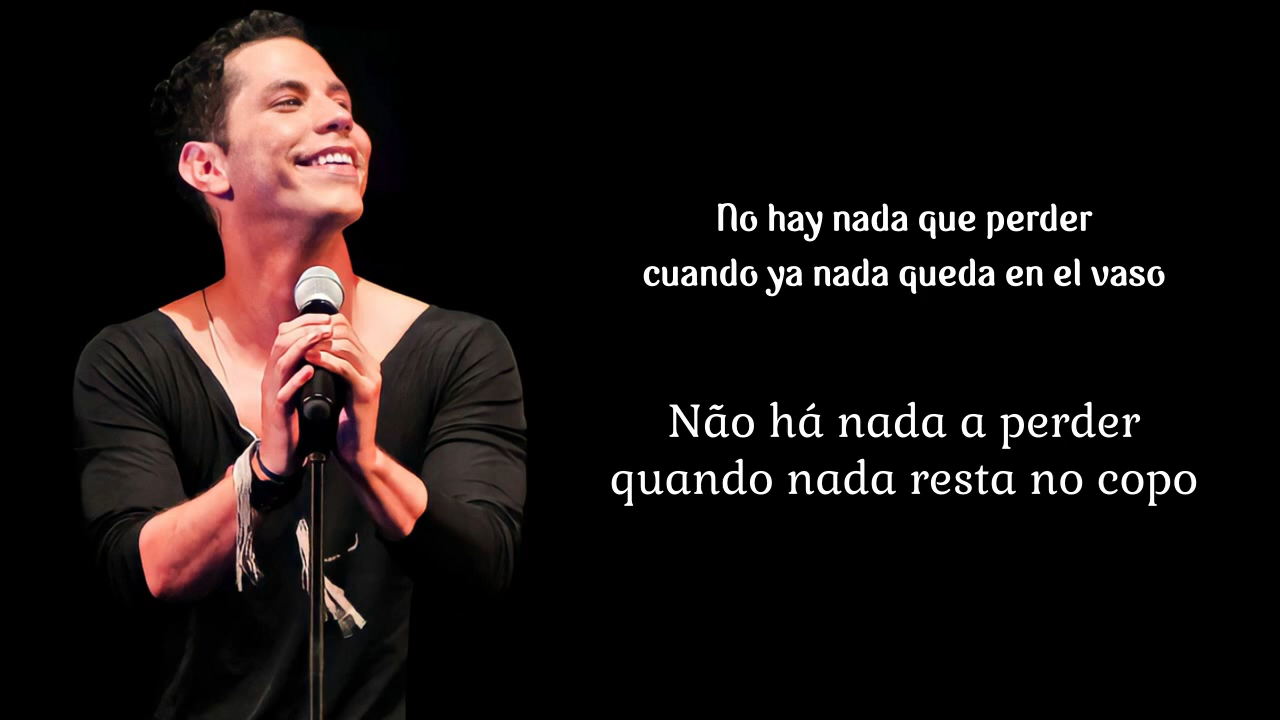 No hay nada que perder
cuando ya nada queda en el vaso
Não há nada a perder
quando nada resta no copo